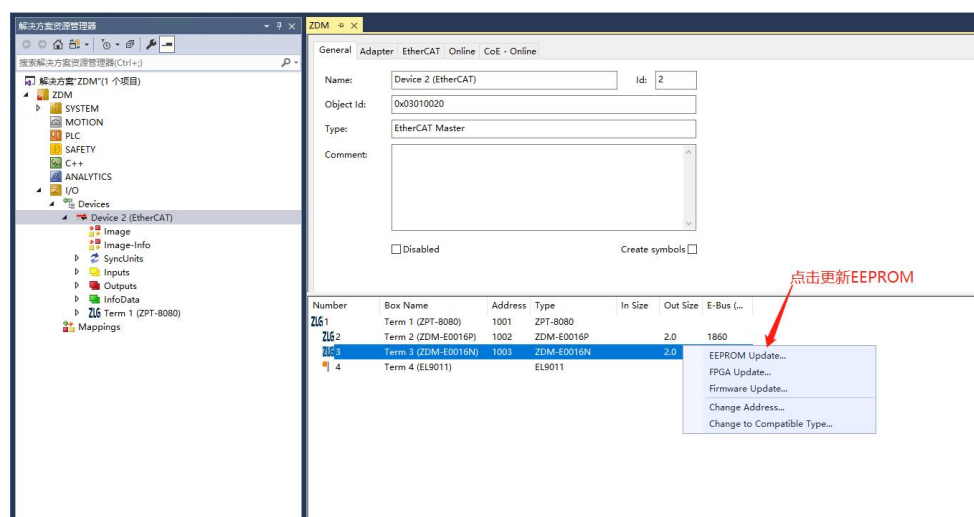 解决方案资源管理器
搜索解决方案资源管理器(Ctrl+;)
解决方案"ZDM"(1 个项目)
ZDM
SYSTEM
MOTION
PLC
SAFETY
C++
ANALYTICS
I/O
Devices
Device 2 (EtherCAT)
Image
Image-Info
SyncUnits
Inputs
Outputs
InfoData
ZLG Term 1 (ZPT-8080)
Mappings
ZDM
General Adapter EtherCAT Online CoE - Online
Name: Device 2 (EtherCAT) Id: 2
Object Id: 0x03010020
Type: EtherCAT Master
Comment:
Disabled Create symbols
点击更新EEPROM
Number Box Name Address Type In Size Out Size E-Bus (...
ZLG 1 Term 1 (ZPT-8080) 1001 ZPT-8080
ZLG 2 Term 2 (ZDM-E0016P) 1002 ZDM-E0016P 2.0 1860
ZLG 3 Term 3 (ZDM-E0016N) 1003 ZDM-E0016N 2.0
4 Term 4 (EL9011) EL9011
EEPROM Update...
FPGA Update...
Firmware Update...
Change Address...
Change to Compatible Type...